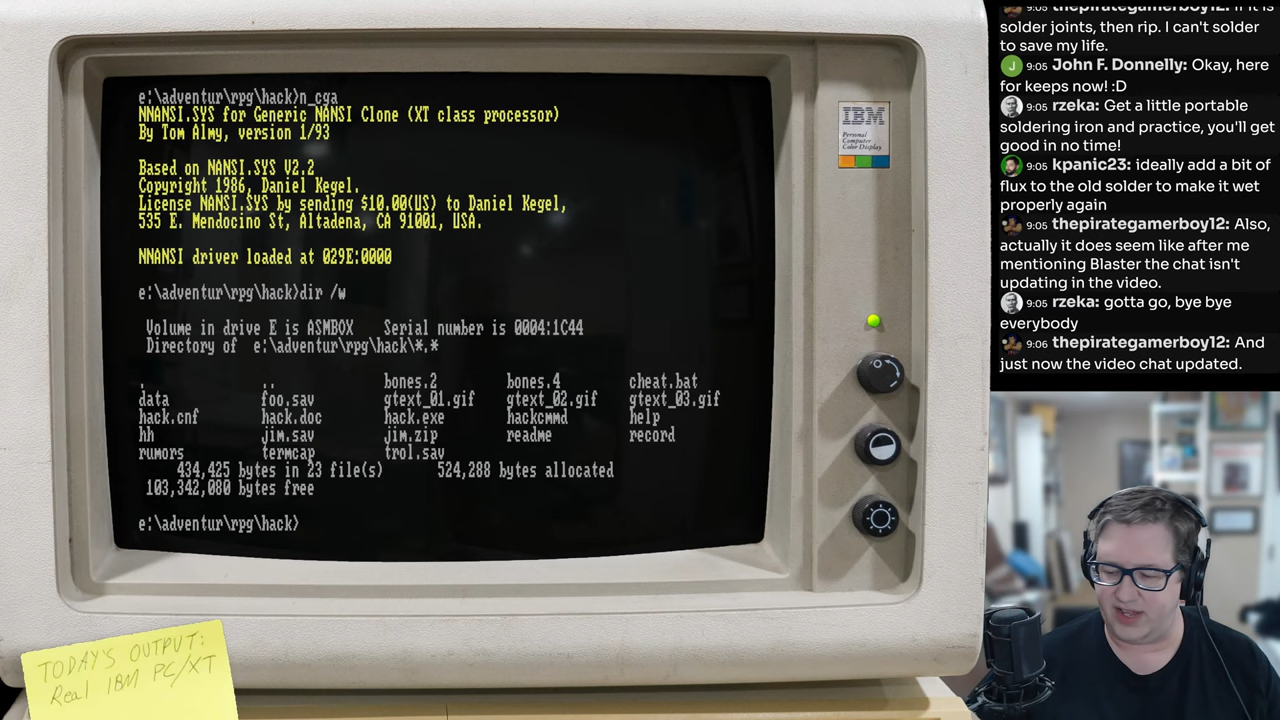 e:\adventur\rpg\hack>n_cga
NNANSI.SYS for Generic NANSI Clone (XT class processor)
By Tom Almy, version 1/93
Based on NANSI.SYS V2.2
Copyright 1986, Daniel Kegel.
License NANSI.SYS by sending $10.00(US) to Daniel Kegel,
535 E. Mendocino St, Altadena, CA 91001, USA.
NNANSI driver loaded at 029E:0000
e:\adventur\rpg\hack>dir /w
Volume in drive E is ASMBOX    Serial number is 0004:1C44
Directory of  e:\adventur\rpg\hack\*.*
.    ..    bones.2    bones.4    cheat.bat
data    foo.sav    gtext_01.gif    gtext_02.gif    gtext_03.gif
hack.cnf    hack.doc    hack.exe    hackcmmd    help
hh    jim.sav    jim.zip    readme    record
rumors    termcap    trol.sav
434,425 bytes in 23 file(s)    524,288 bytes allocated
103,342,080 bytes free
e:\adventur\rpg\hack>
IBM
Personal
Computer
Color Display
TODAY'S OUTPUT:
Real IBM PC/XT
9:05 thepirategamerboy12: If it is
solder joints, then rip. I can't solder
to save my life.
J 9:05 John F. Donnelly: Okay, here
for keeps now! :D
9:05 rzeka: Get a little portable
soldering iron and practice, you'll get
good in no time!
9:05 kpanic23: ideally add a bit of
flux to the old solder to make it wet
properly again
9:05 thepirategamerboy12: Also,
actually it does seem like after me
mentioning Blaster the chat isn't
updating in the video.
9:05 rzeka: gotta go, bye bye
everybody
9:06 thepirategamerboy12: And
just now the video chat updated.